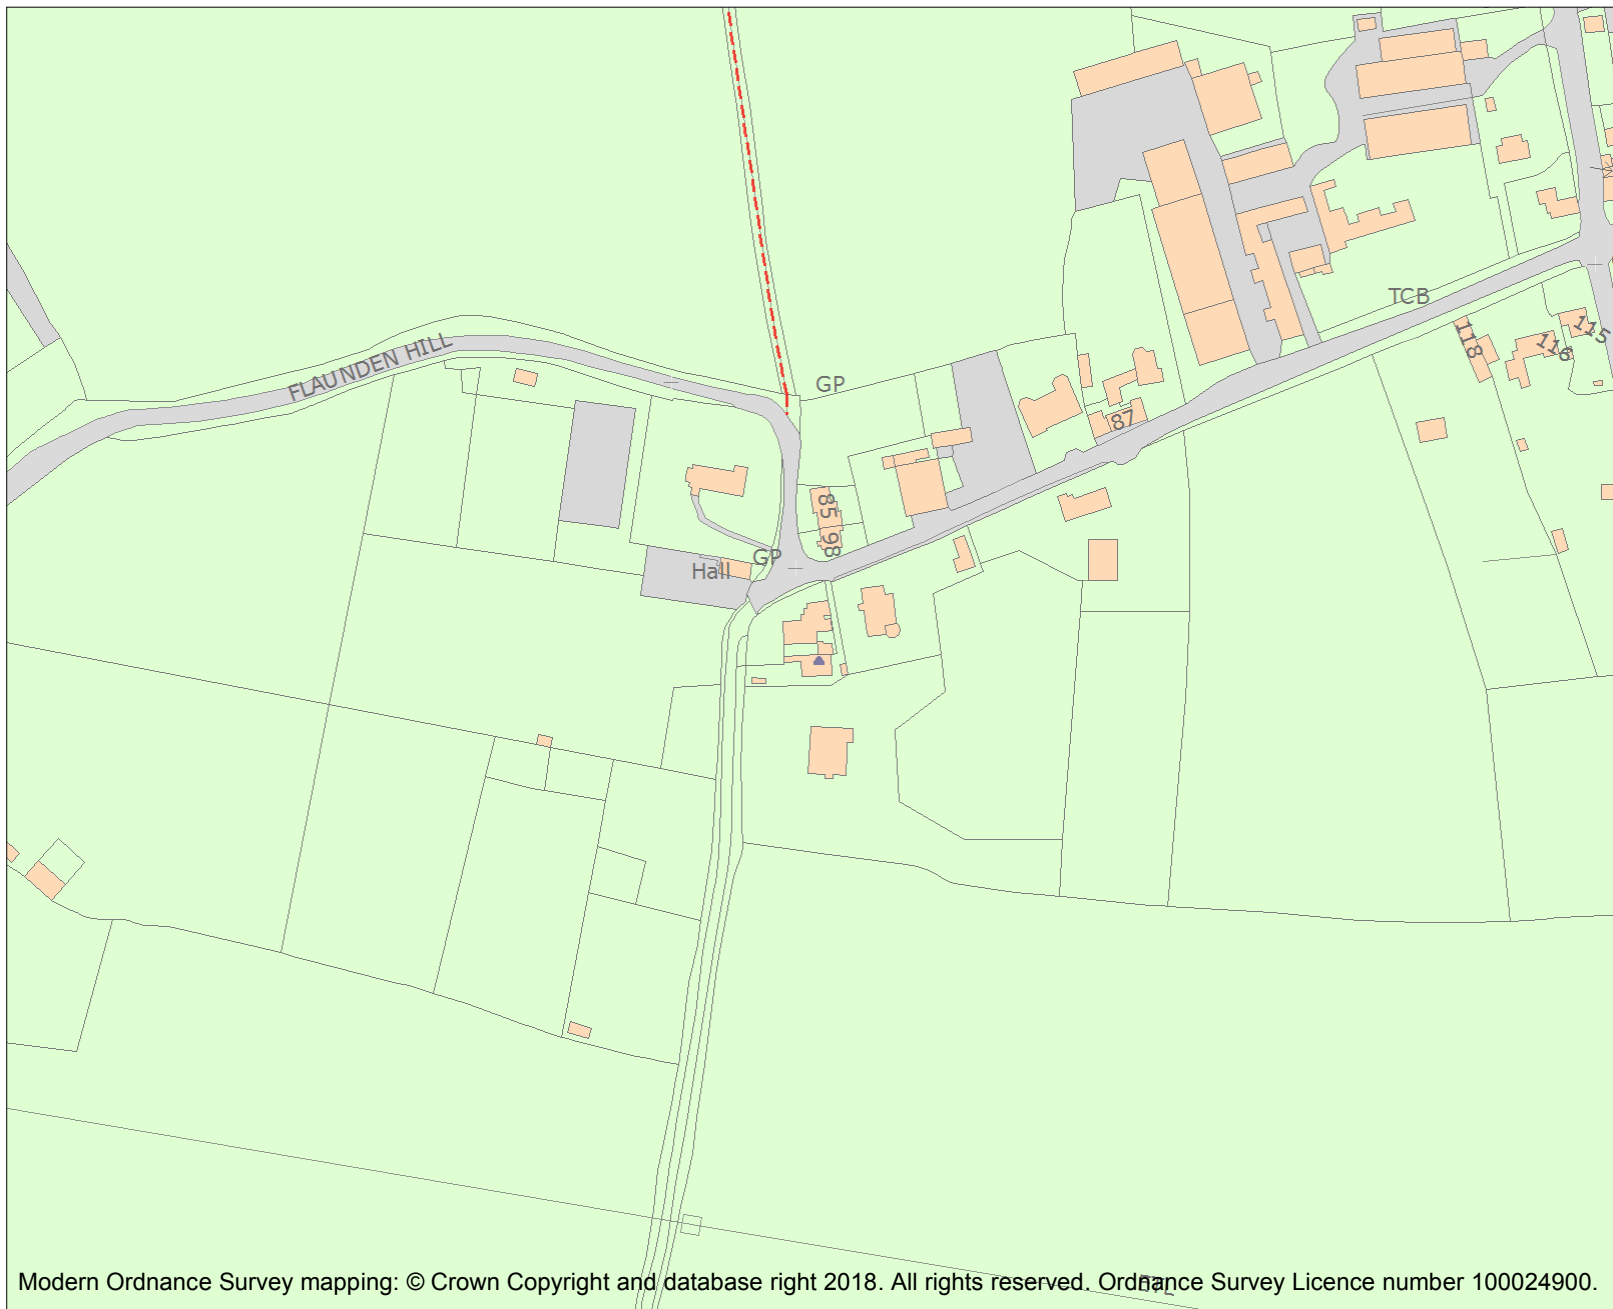 TCB
115
116
118
FLAUNDEN HILL
GP
87
85
98
GP
Hall
ETL
Modern Ordnance Survey mapping: © Crown Copyright and database right 2018. All rights reserved. Ordnance Survey Licence number 100024900.